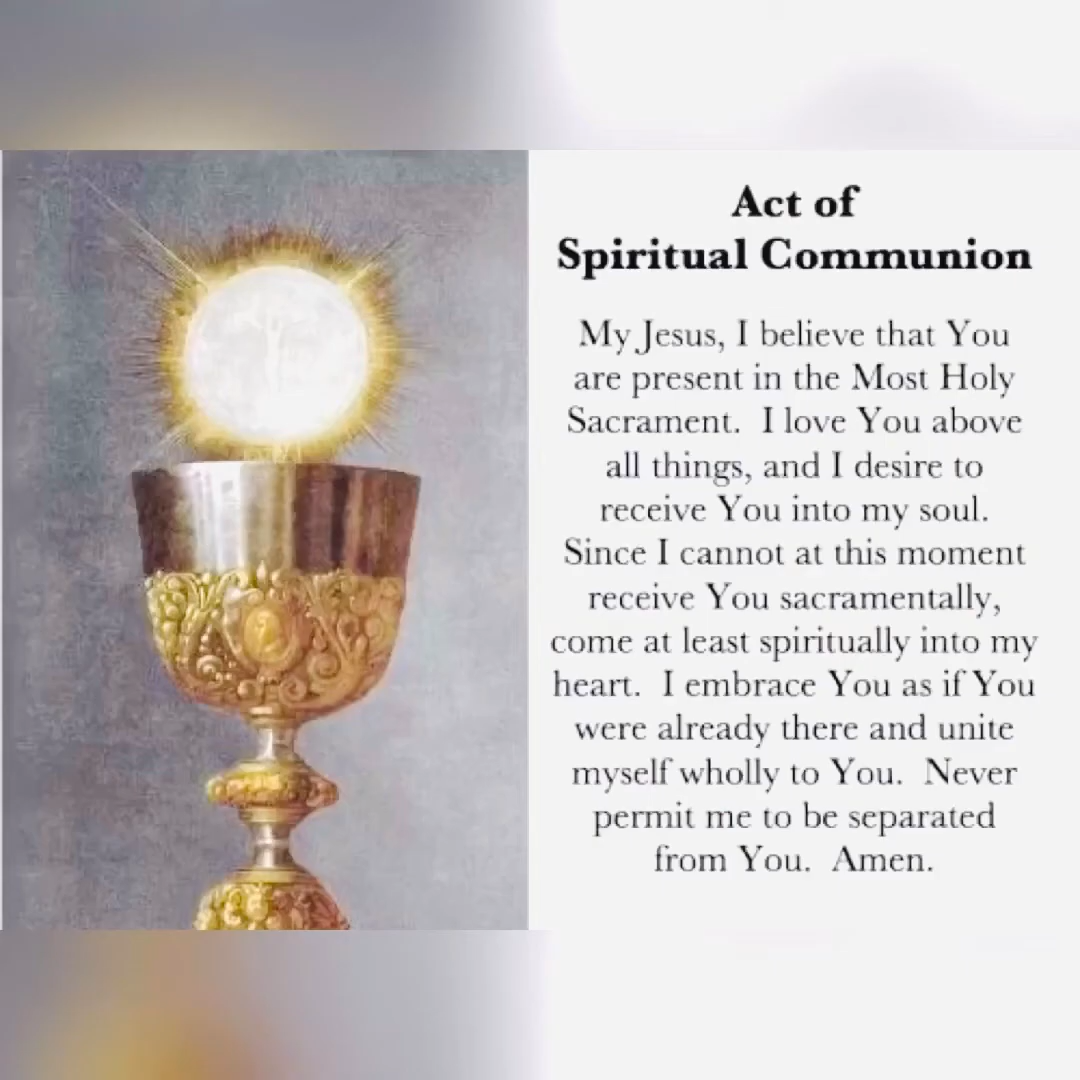 Act of
Spiritual Communion
My Jesus, I believe that You
are present in the Most Holy
Sacrament. I love You above
all things, and I desire to
receive You into my soul.
Since I cannot at this moment
receive You sacramentally,
come at least spiritually into my
heart. I embrace You as if You
were already there and unite
myself wholly to You. Never
permit me to be separated
from You. Amen.